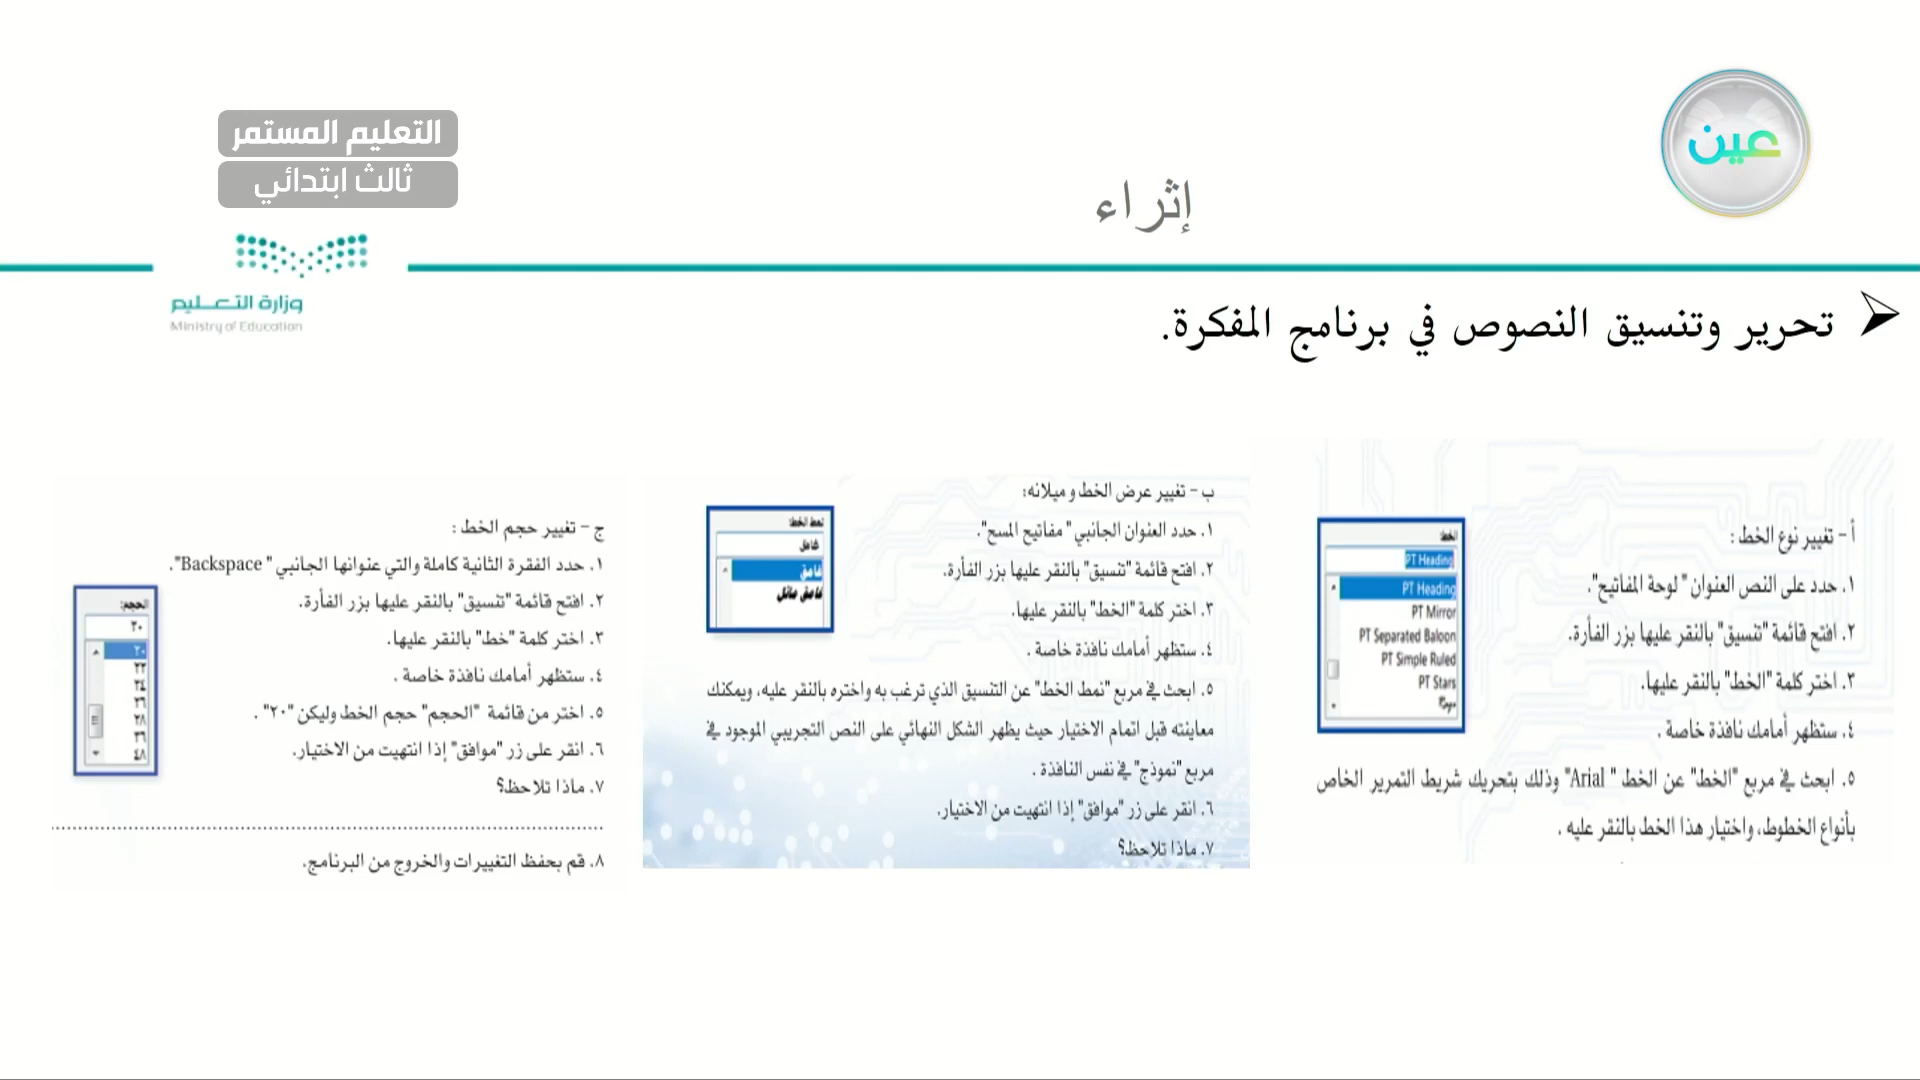 عين
التعليم المستمر
ثالث ابتدائي
إثراء
وزارة التعليم
Ministry of Education
تحرير وتنسيق النصوص في برنامج المفكرة.
أ - تغيير نوع الخط :
١. حدد على النص العنوان " لوحة المفاتيح".
٢. افتح قائمة "تنسيق" بالنقر عليها بزر الفأرة.
٣. اختر كلمة "الخط" بالنقر عليها.
٤. ستظهر أمامك نافذة خاصة .
٥. ابحث في مربع "الخط" عن الخط " Arial" وذلك بتحريك شريط التمرير الخاص
بأنواع الخطوط، واختيار هذا الخط بالنقر عليه .
الخط:
PT Heading
PT Heading
PT Mirror
PT Separated Baloon
PT Simple Ruled
PT Stars
ب - تغيير عرض الخط و ميلانه:
١. حدد العنوان الجانبي " مفاتيح المسح".
٢. افتح قائمة "تنسيق" بالنقر عليها بزر الفأرة.
٣. اختر كلمة "الخط" بالنقر عليها.
٤. ستظهر أمامك نافذة خاصة .
٥. ابحث في مربع "نمط الخط" عن التنسيق الذي ترغب به واختره بالنقر عليه، ويمكنك
معاينته قبل اتمام الاختيار حيث يظهر الشكل النهائي على النص التجريبي الموجود في
مربع "نموذج" في نفس النافذة .
٦. انقر على زر "موافق" إذا انتهيت من الاختيار.
٧. ماذا تلاحظ؟
نمط الخط:
غامق
غامق
غامق مائل
ج - تغيير حجم الخط :
١. حدد الفقرة الثانية كاملة والتي عنوانها الجانبي " Backspace".
٢. افتح قائمة "تنسيق" بالنقر عليها بزر الفأرة.
٣. اختر كلمة "خط" بالنقر عليها.
٤. ستظهر أمامك نافذة خاصة .
٥. اختر من قائمة "الحجم" حجم الخط وليكن "٢٠" .
٦. انقر على زر "موافق" إذا انتهيت من الاختيار.
٧. ماذا تلاحظ؟
٨. قم بحفظ التغييرات والخروج من البرنامج.
الحجم:
٢٠
٢٠
٢٢
٢٤
٢٦
٢٨
٣٦
٤٨